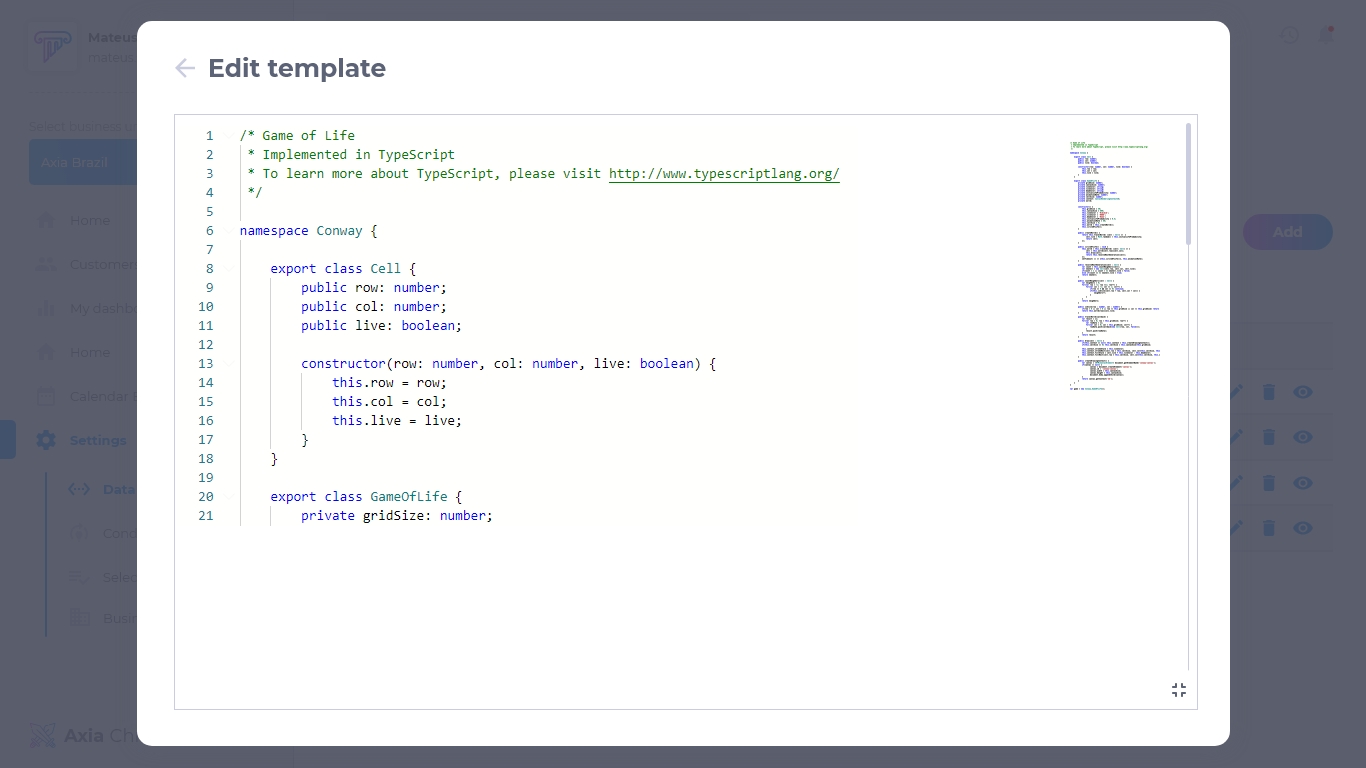 Mateus
mateus
Select business
Axia Brazil
Home
Customer
My dashb
Home
Calendar
Settings
Data
Cond
Selec
Busin
Axia Ch
Add
Edit template
1 /* Game of Life
2  * Implemented in TypeScript
3  * To learn more about TypeScript, please visit http://www.typescriptlang.org/
4  */
5
6 namespace Conway {
7
8     export class Cell {
9         public row: number;
10         public col: number;
11         public live: boolean;
12
13         constructor(row: number, col: number, live: boolean) {
14             this.row = row;
15             this.col = col;
16             this.live = live;
17         }
18     }
19
20     export class GameOfLife {
21         private gridSize: number;